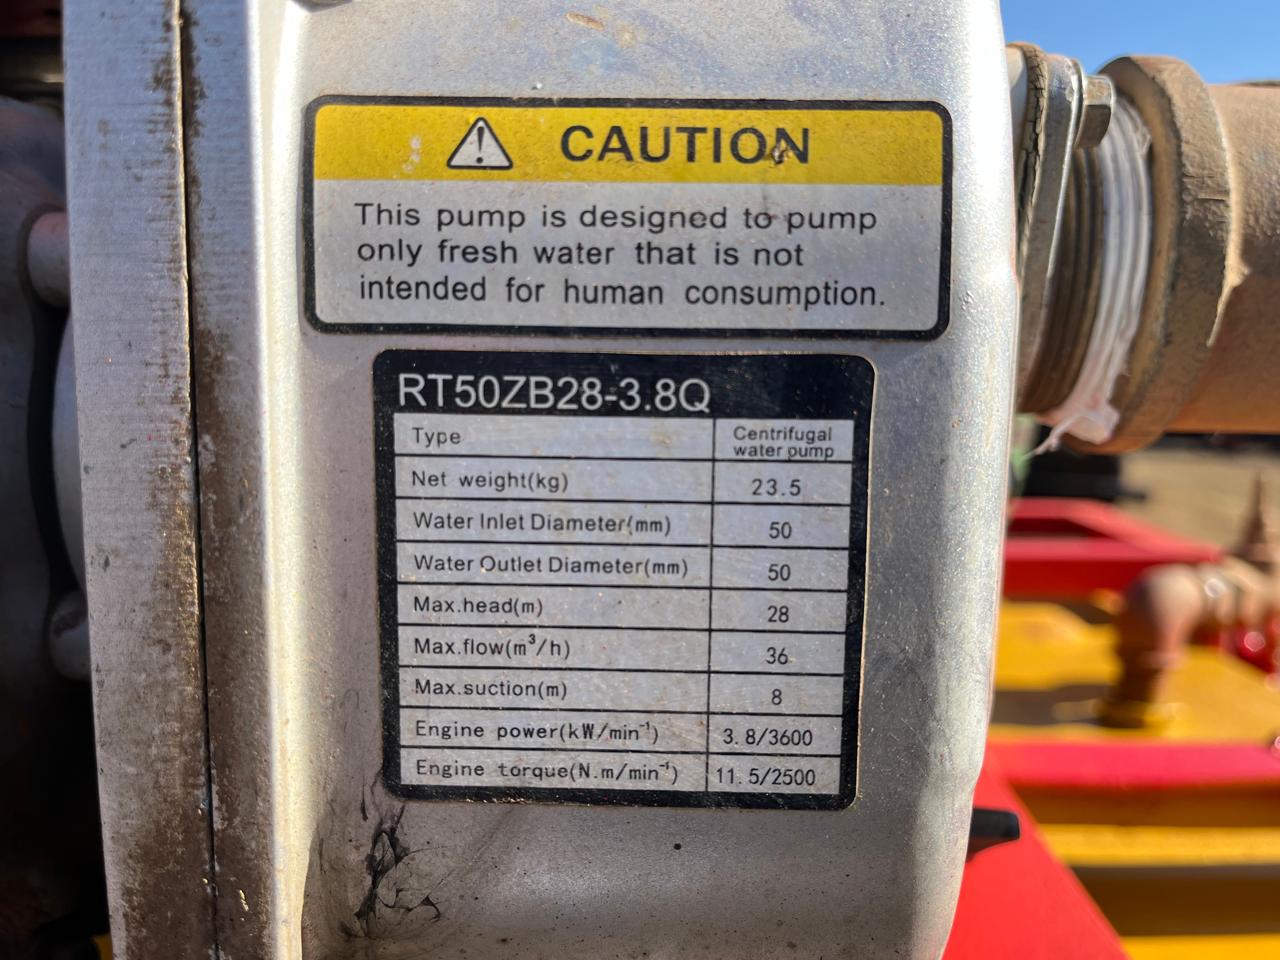 CAUTION
This pump is designed to pump
only fresh water that is not
intended for human consumption.
RT50ZB28-3.8Q
Type Centrifugal water pump
Net weight(kg) 23.5
Water Inlet Diameter(mm) 50
Water Outlet Diameter(mm) 50
Max.head(m) 28
Max.flow(m³/h) 36
Max.suction(m) 8
Engine power(kW/min⁻¹) 3.8/3600
Engine torque(N.m/min⁻¹) 11.5/2500